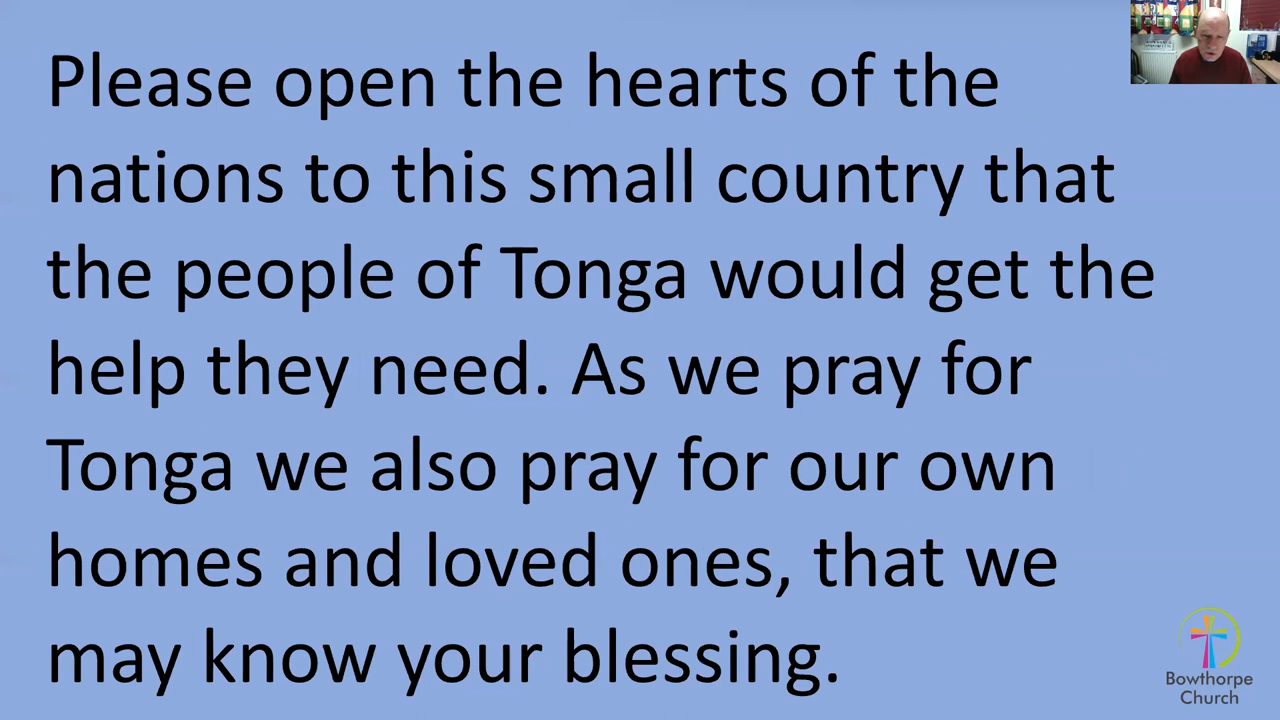 Please open the hearts of the
nations to this small country that
the people of Tonga would get the
help they need. As we pray for
Tonga we also pray for our own
homes and loved ones, that we
may know your blessing.
Bowthorpe
Church